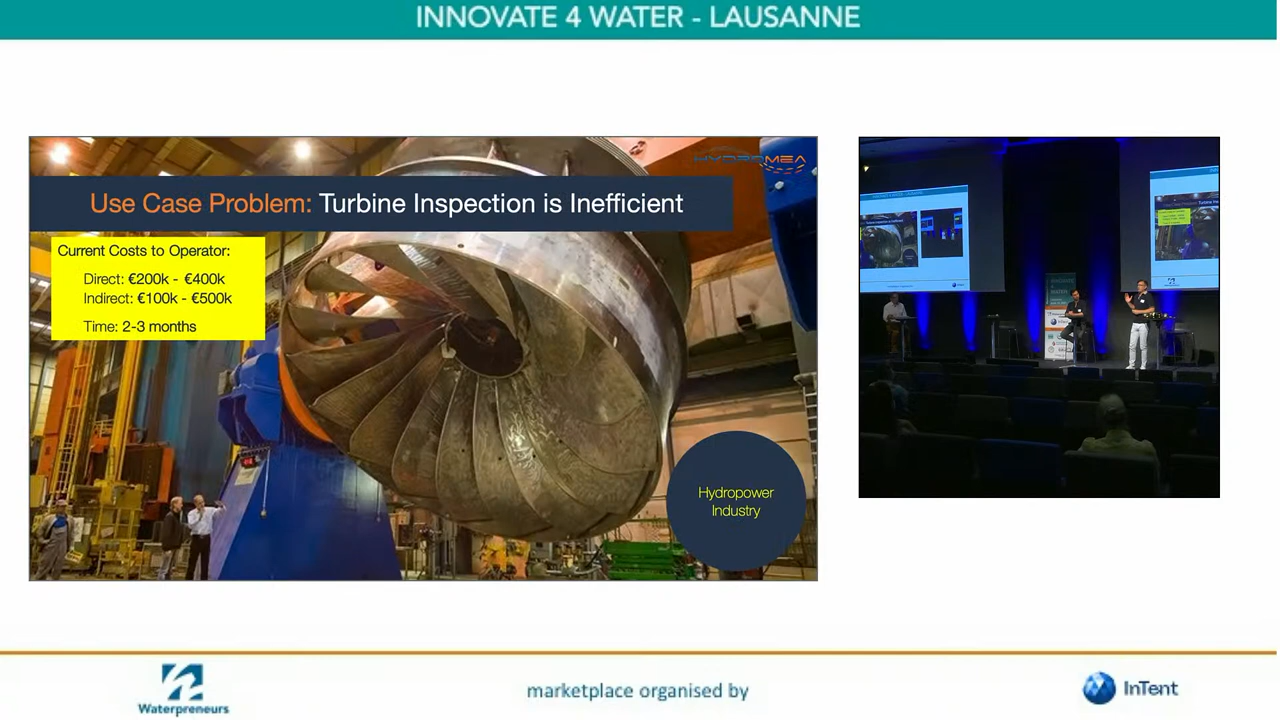 INNOVATE 4 WATER - LAUSANNE
HYDROMEA
Use Case Problem: Turbine Inspection is Inefficient
Current Costs to Operator:
Direct: €200k - €400k
Indirect: €100k - €500k
Time: 2-3 months
Hydropower
Industry
Waterpreneurs
marketplace organised by
InTent